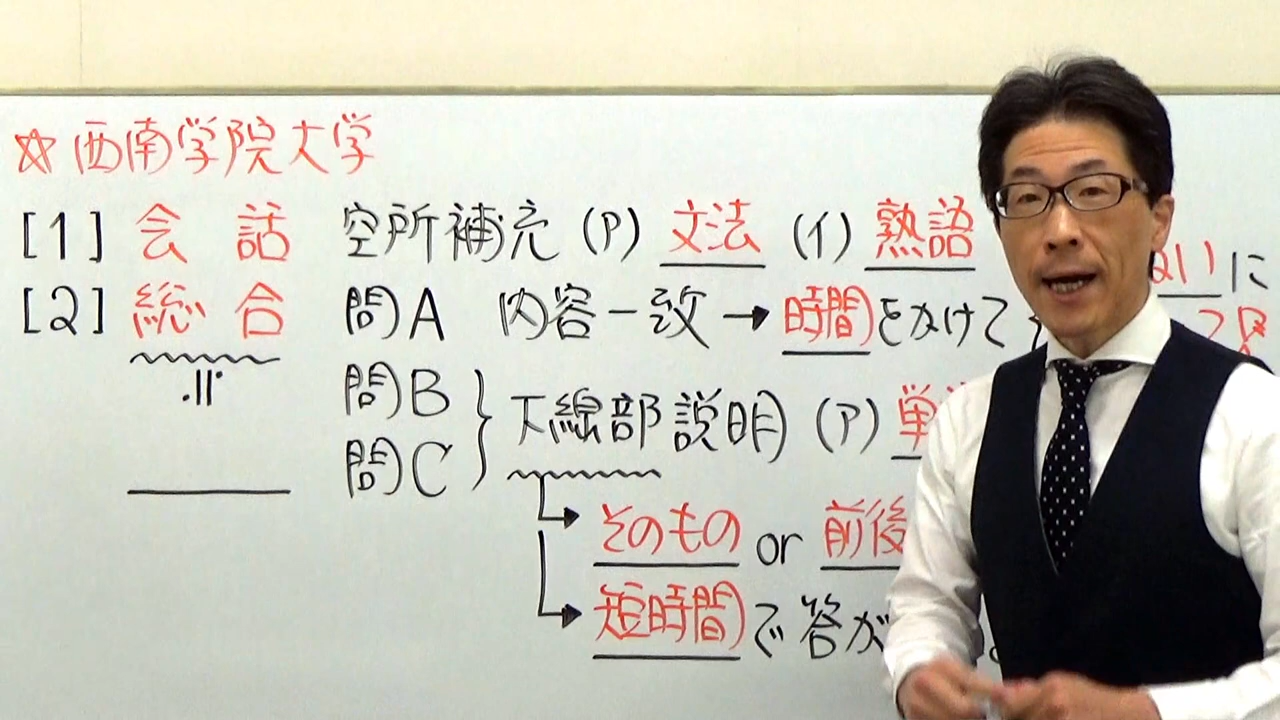 ☆西南学院大学
[1] 会話 空所補充 (ア) 文法 (イ) 熟語
に
[2] 総合 問A 内容一致 → 時間をかけて
=
問B
問C } 下線部説明 (ア) 単
→ そのもの or 前後
→ 短時間で答が